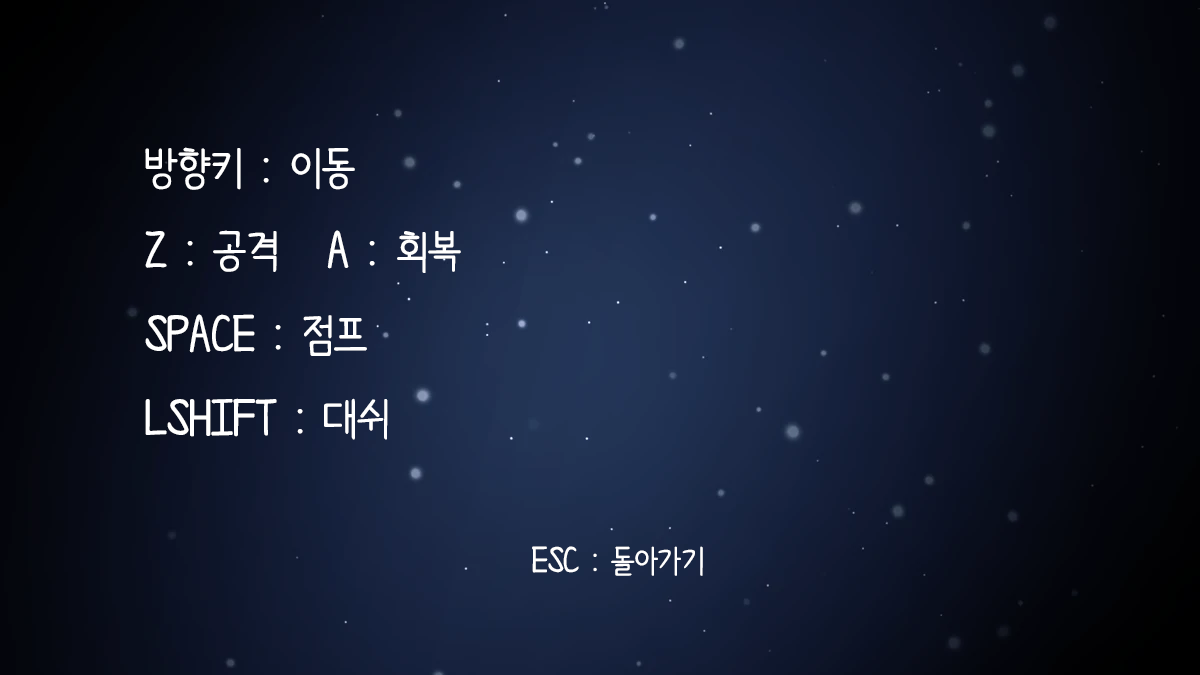 방향키 : 이동
Z : 공격 A : 회복
SPACE : 점프
LSHIFT : 대쉬
ESC : 돌아가기